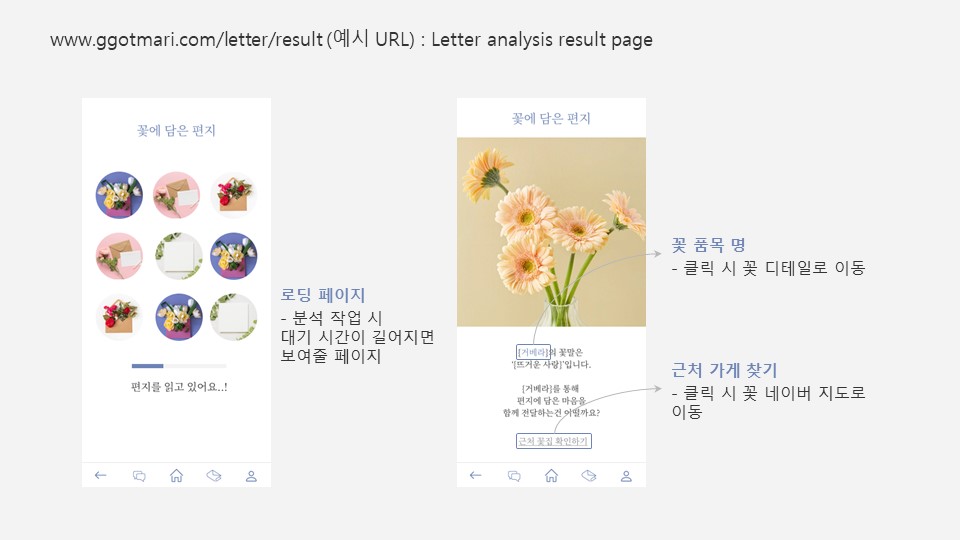 www.ggotmari.com/letter/result (예시 URL) : Letter analysis result page
꽃에 담은 편지
편지를 읽고 있어요..!
로딩 페이지
- 분석 작업 시
대기 시간이 길어지면
보여줄 페이지
꽃에 담은 편지
[거베라]의 꽃말은
‘[뜨거운 사랑]’입니다.
[거베라]를 통해
편지에 담은 마음을
함께 전달하는건 어떨까요?
근처 꽃집 확인하기
꽃 품목 명
- 클릭 시 꽃 디테일로 이동
근처 가게 찾기
- 클릭 시 꽃 네이버 지도로
이동